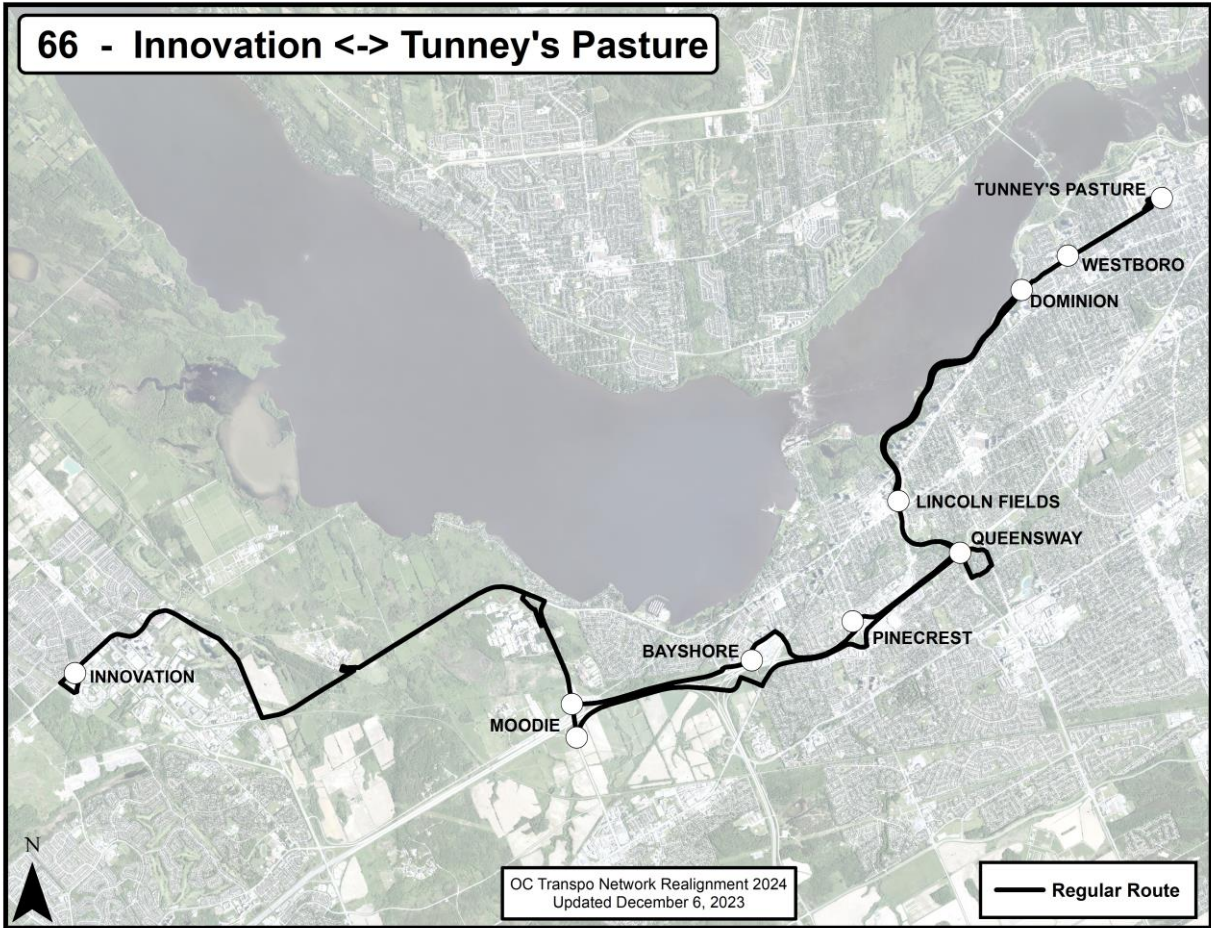 66 - Innovation <-> Tunney's Pasture
TUNNEY'S PASTURE
WESTBORO
DOMINION
LINCOLN FIELDS
QUEENSWAY
PINECREST
BAYSHORE
INNOVATION
MOODIE
N
OC Transpo Network Realignment 2024
Updated December 6, 2023
Regular Route